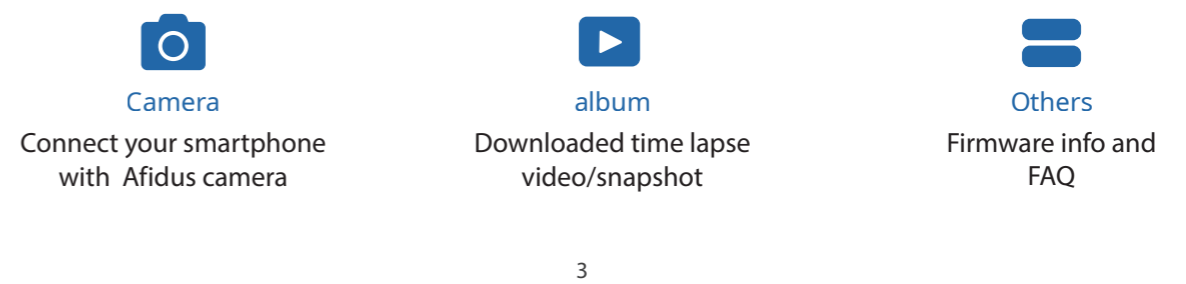 Camera
Connect your smartphone
with Afidus camera
album
Downloaded time lapse
video/snapshot
Others
Firmware info and
FAQ
3